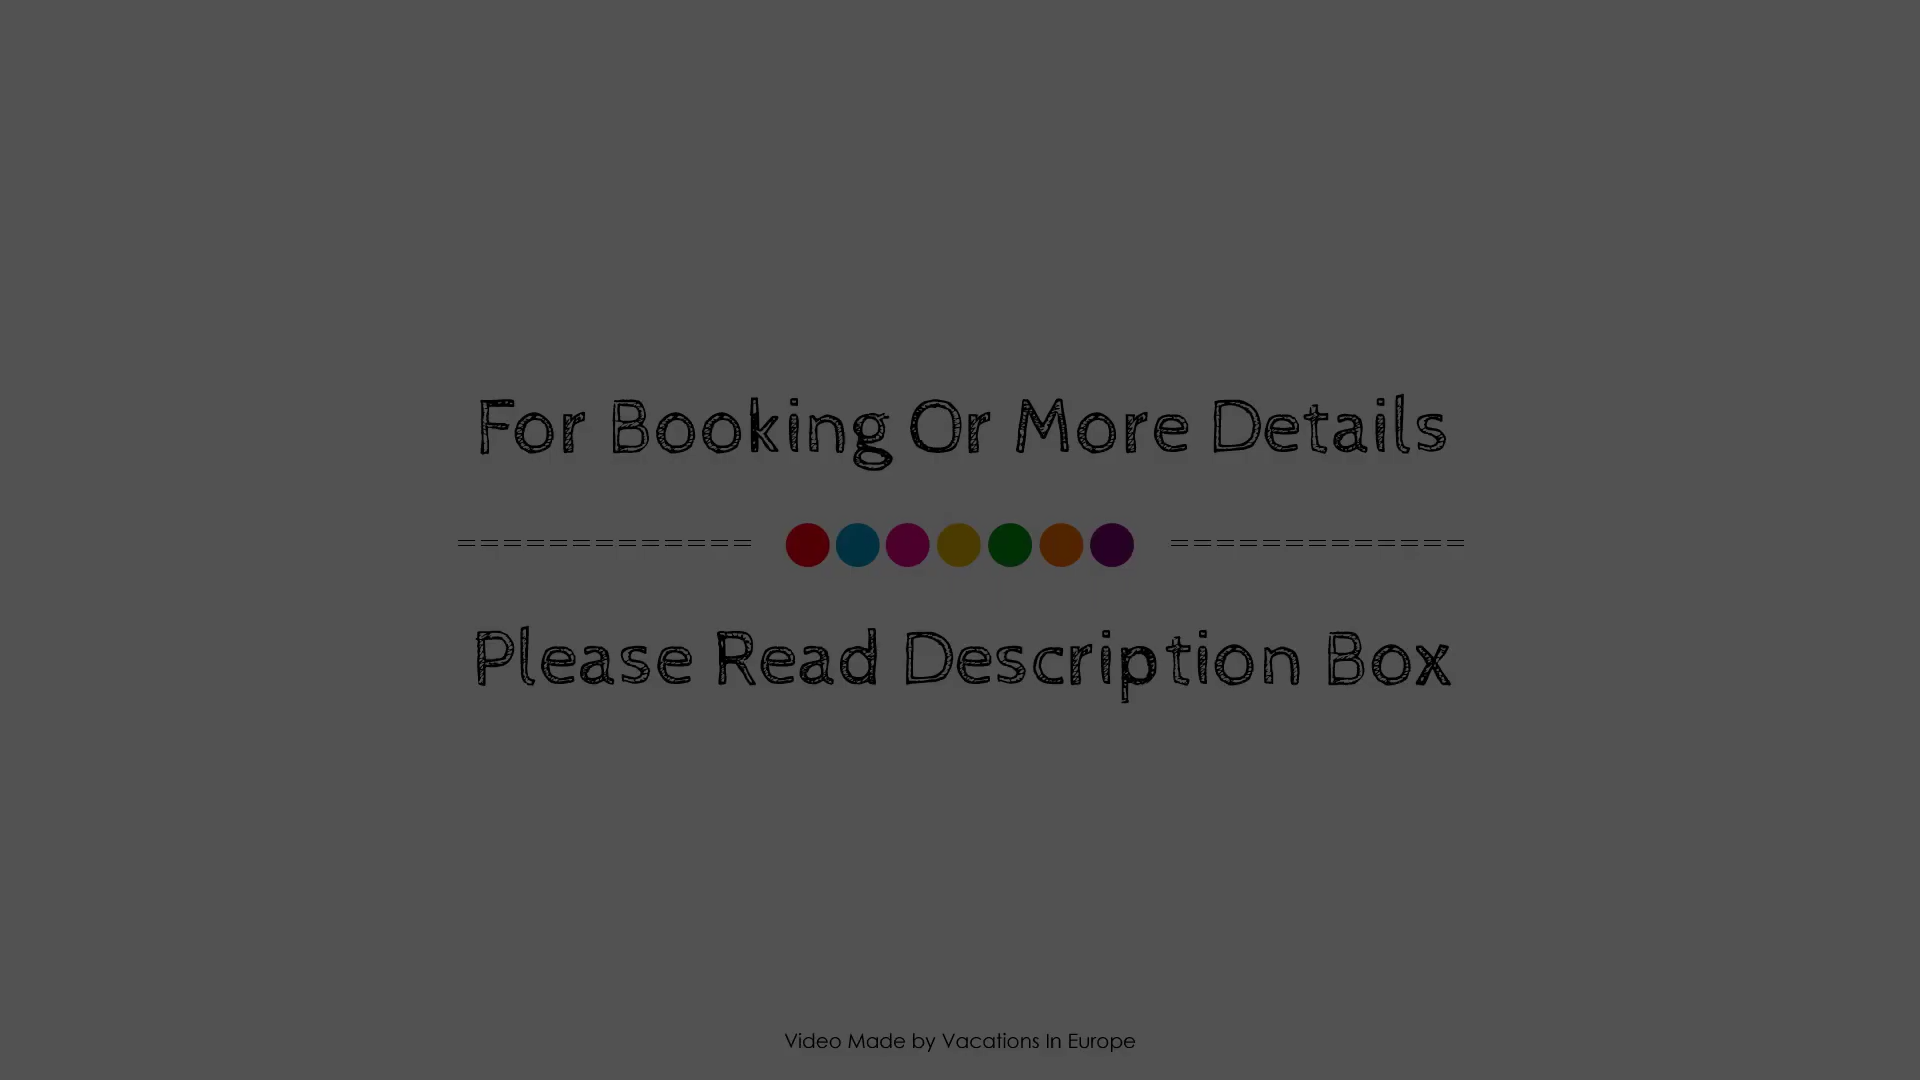 For Booking Or More Details
============= =============
Please Read Description Box
Video Made by Vacations In Europe